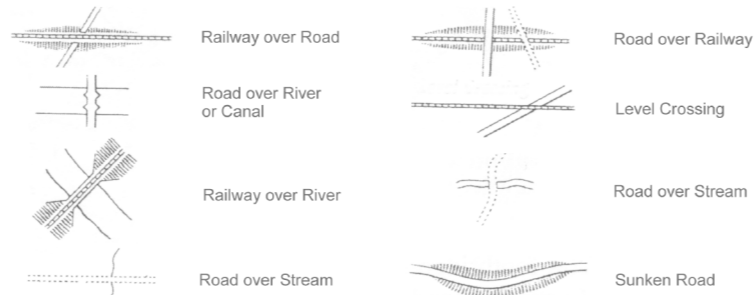 Railway over Road
Road over Railway
Road over River
or Canal
Level Crossing
Railway over River
Road over Stream
Road over Stream
Sunken Road